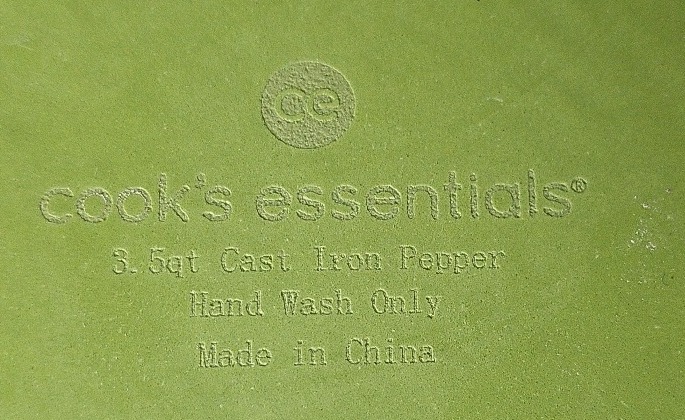 ce
cook's essentials®
3.5qt Cast Iron Pepper
Hand Wash Only
Made in China